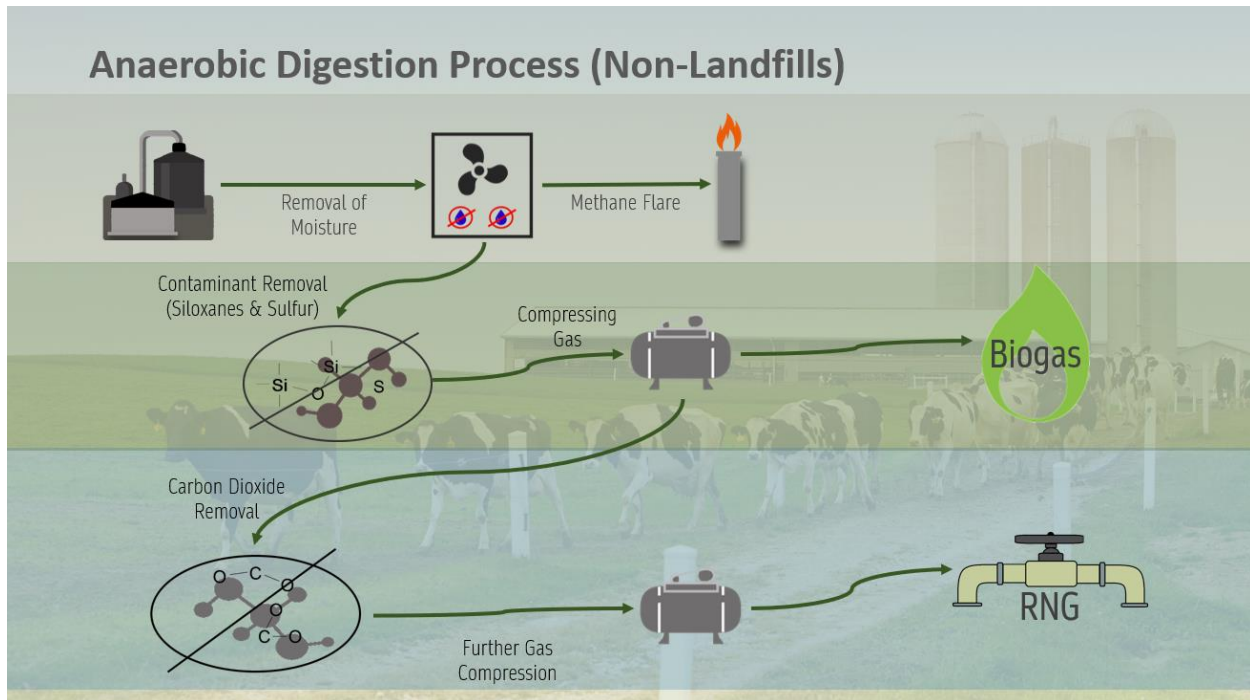 Anaerobic Digestion Process (Non-Landfills)
Removal of
Moisture
Methane Flare
Contaminant Removal
(Siloxanes & Sulfur)
Compressing
Gas
Si
Si
O
S
Biogas
Carbon Dioxide
Removal
O
C
O
O
C
O
Further Gas
Compression
RNG